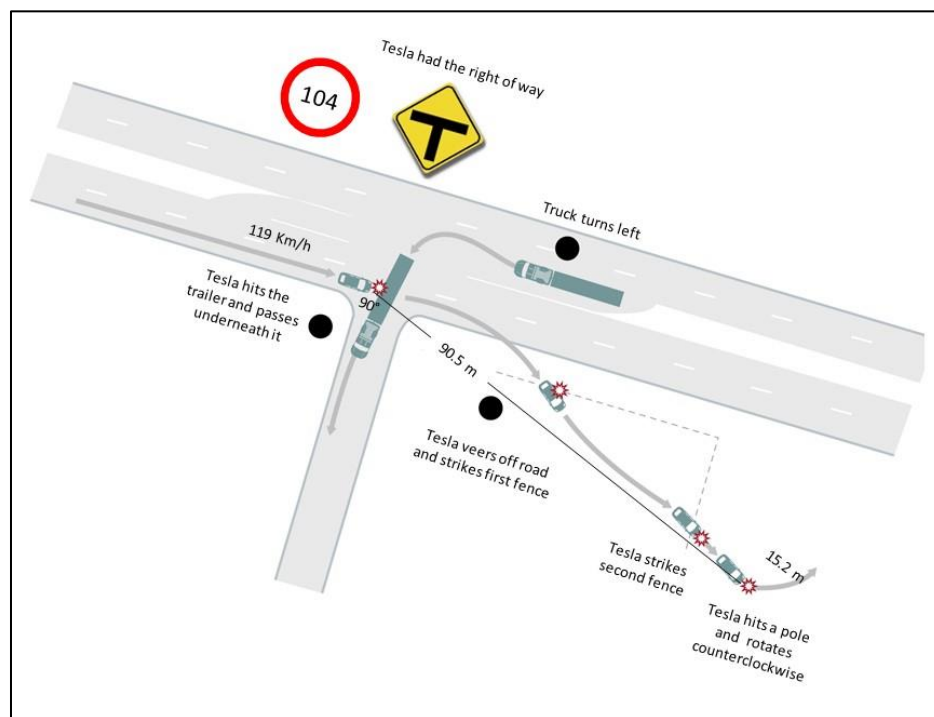 Tesla had the right of way
104
Truck turns left
119 Km/h
Tesla hits the
trailer and passes
underneath it
90°
90.5 m
Tesla veers off road
and strikes first fence
Tesla strikes
second fence
15.2 m
Tesla hits a pole
and rotates
counterclockwise